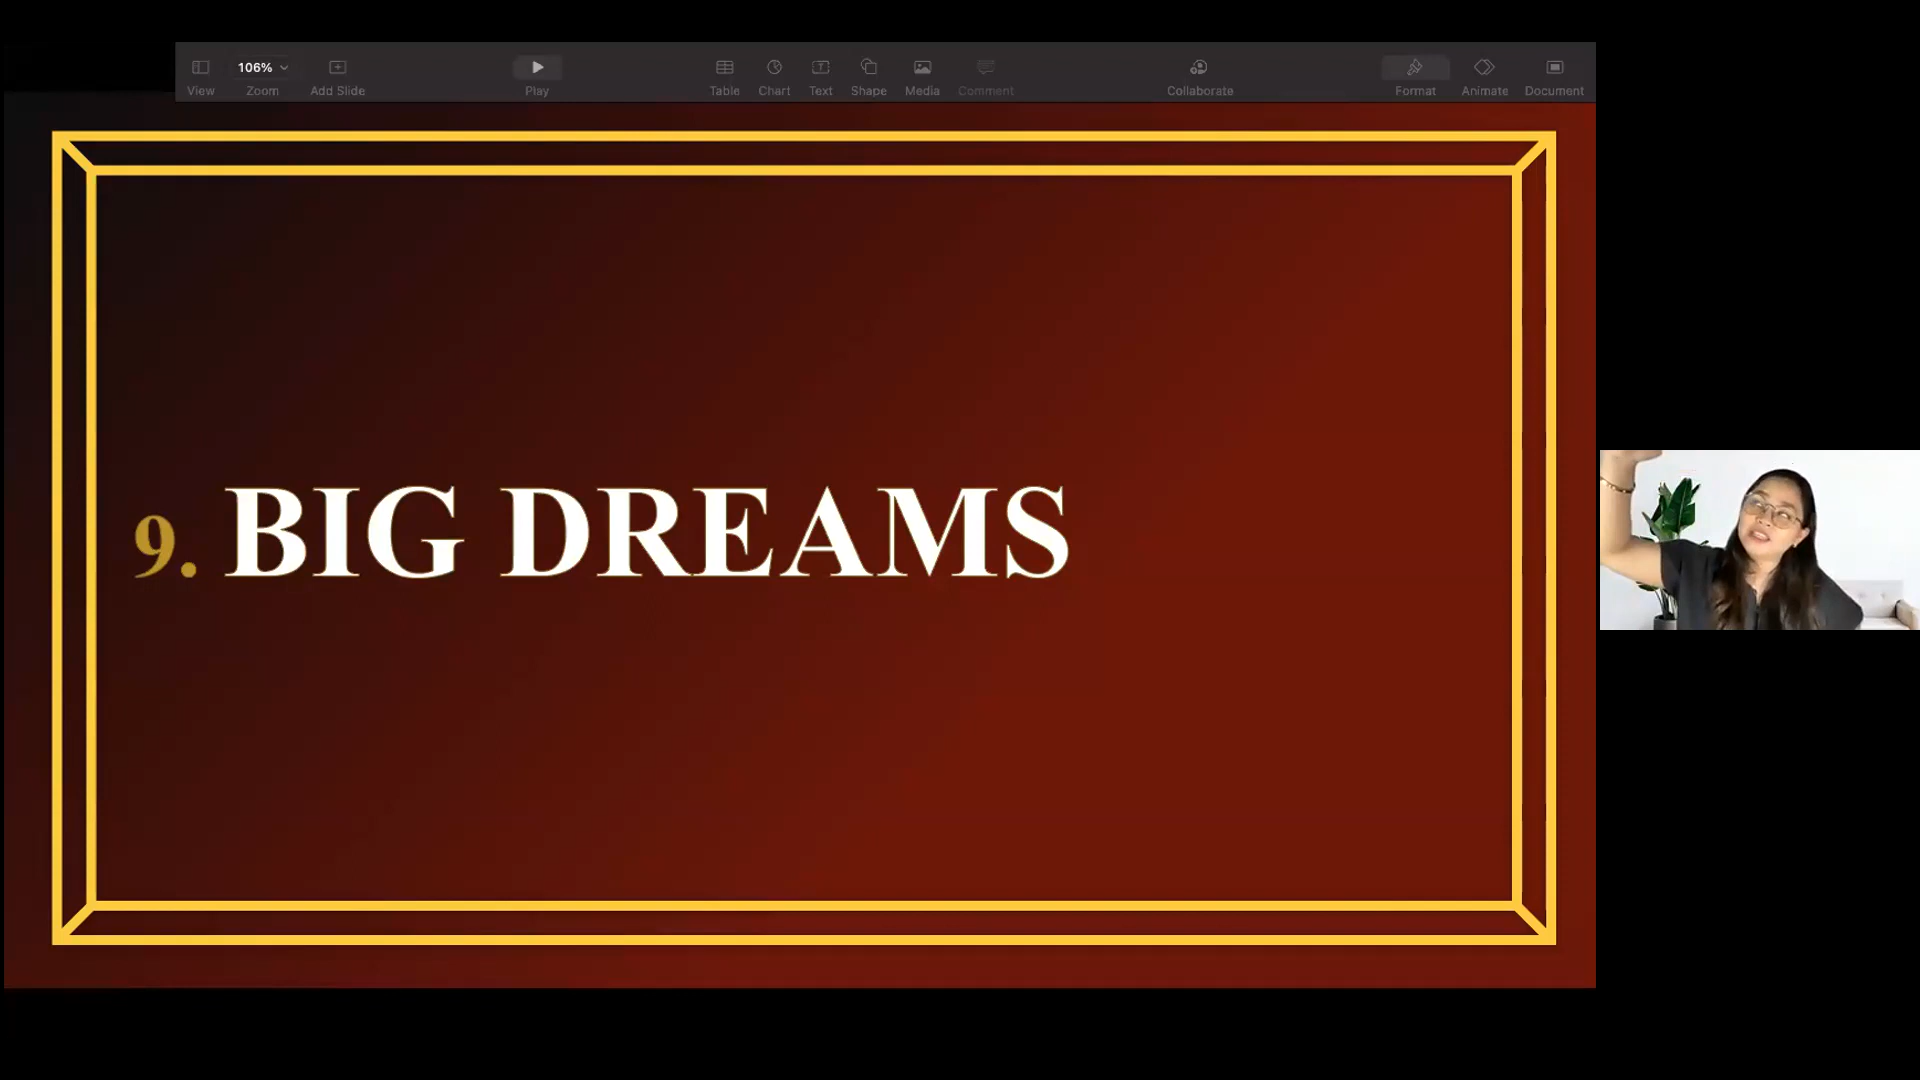 106%
View Zoom Add Slide Play Table Chart Text Shape Media Comment Collaborate Format Animate Document
9. BIG DREAMS